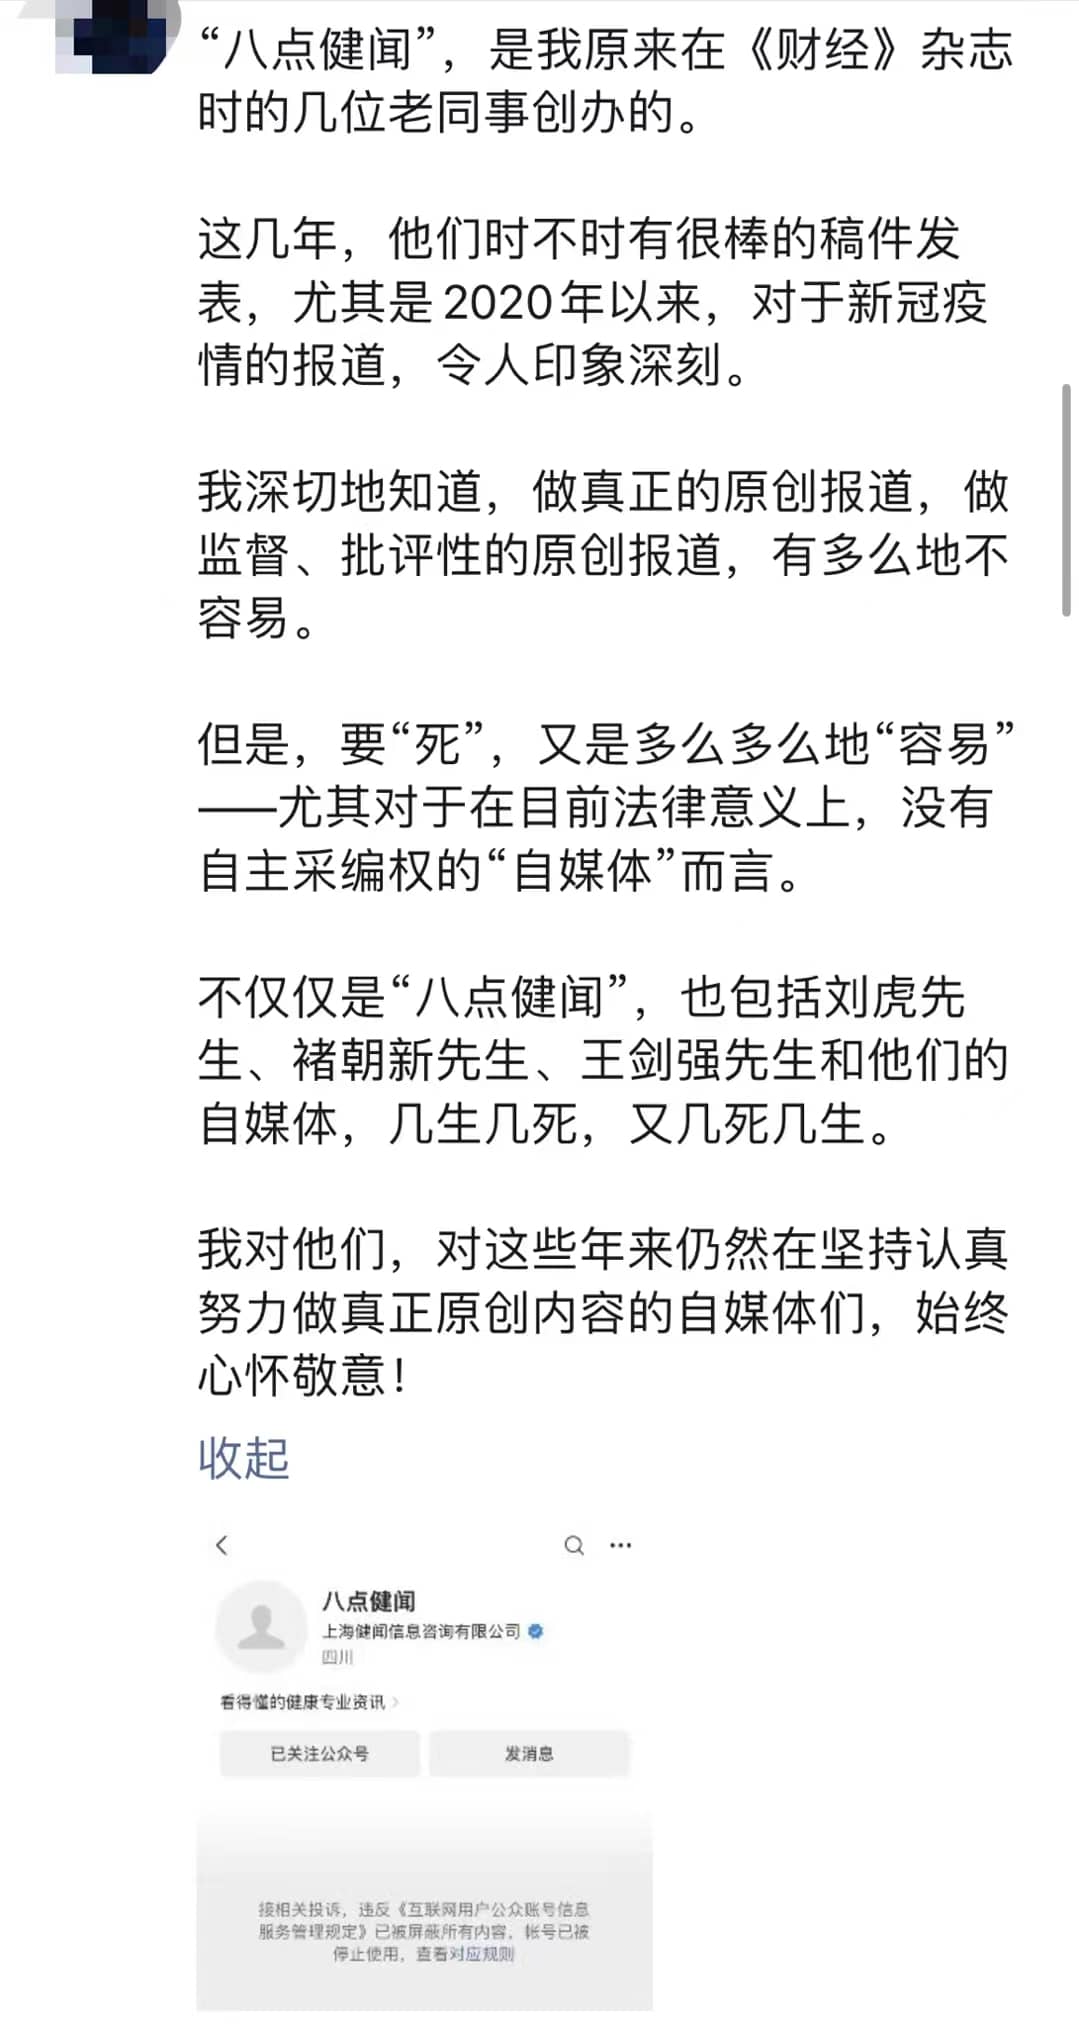 “八点健闻”，是我原来在《财经》杂志
时的几位老同事创办的。
这几年，他们时不时有很棒的稿件发
表，尤其是2020年以来，对于新冠疫
情的报道，令人印象深刻。
我深切地知道，做真正的原创报道，做
监督、批评性的原创报道，有多么地不
容易。
但是，要“死”，又是多么多么地“容易”
——尤其对于在目前法律意义上，没有
自主采编权的“自媒体”而言。
不仅仅是“八点健闻”，也包括刘虎先
生、褚朝新先生、王剑强先生和他们的
自媒体，几生几死，又几死几生。
我对他们，对这些年来仍然在坚持认真
努力做真正原创内容的自媒体们，始终
心怀敬意！
收起
八点健闻
上海健闻信息咨询有限公司
四川
看得懂的健康专业资讯
已关注公众号 发消息
接相关投诉，违反《互联网用户公众账号信息
服务管理规定》已被屏蔽所有内容，帐号已被
停止使用，查看对应规则